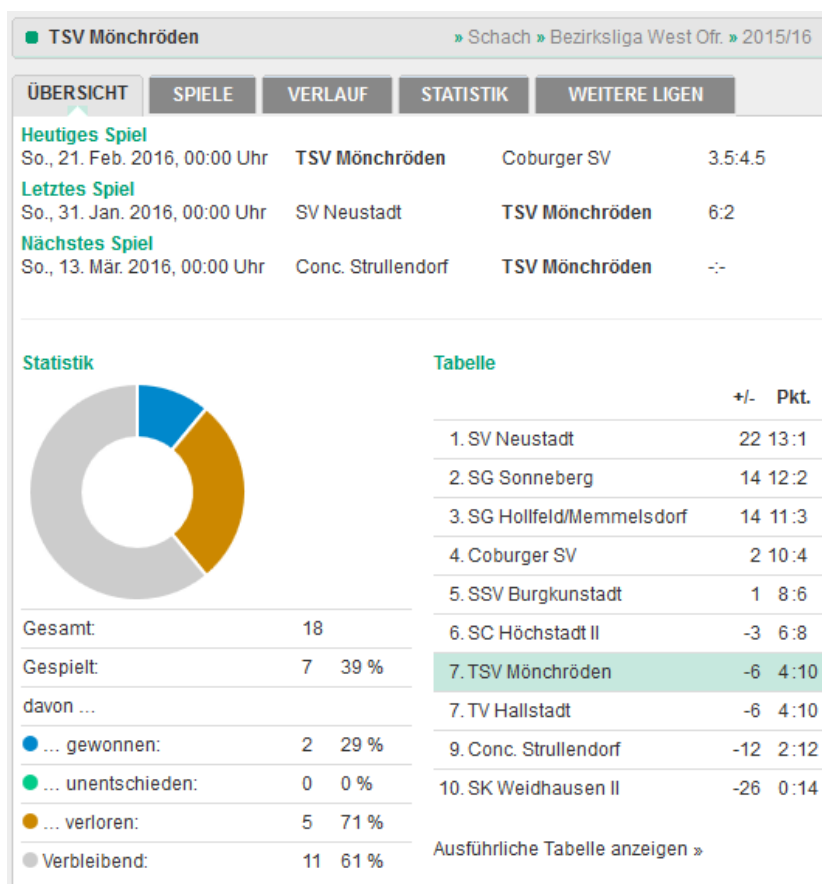 TSV Mönchröden » Schach » Bezirksliga West Ofr. » 2015/16
ÜBERSICHT SPIELE VERLAUF STATISTIK WEITERE LIGEN
Heutiges Spiel
So., 21. Feb. 2016, 00:00 Uhr TSV Mönchröden Coburger SV 3.5:4.5
Letztes Spiel
So., 31. Jan. 2016, 00:00 Uhr SV Neustadt TSV Mönchröden 6:2
Nächstes Spiel
So., 13. Mär. 2016, 00:00 Uhr Conc. Strullendorf TSV Mönchröden -:-
Statistik
Gesamt: 18
Gespielt: 7 39 %
davon ...
... gewonnen: 2 29 %
... unentschieden: 0 0 %
... verloren: 5 71 %
Verbleibend: 11 61 %
Tabelle
+/- Pkt.
1. SV Neustadt 22 13:1
2. SG Sonneberg 14 12:2
3. SG Hollfeld/Memmelsdorf 14 11:3
4. Coburger SV 2 10:4
5. SSV Burgkunstadt 1 8:6
6. SC Höchstadt II -3 6:8
7. TSV Mönchröden -6 4:10
7. TV Hallstadt -6 4:10
9. Conc. Strullendorf -12 2:12
10. SK Weidhausen II -26 0:14
Ausführliche Tabelle anzeigen »